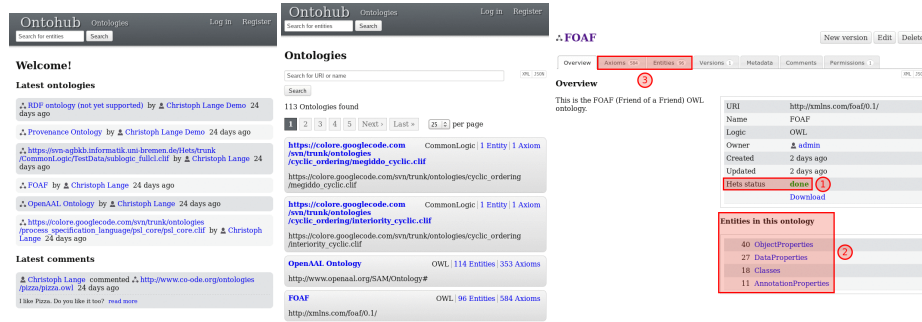 Ontohub Ontologies Log in Register
Search for entities Search
Welcome!
Latest ontologies
RDF ontology (not yet supported) by Christoph Lange Demo 24
days ago
Provenance Ontology by Christoph Lange Demo 24 days ago
https://svn-agbkb.informatik.uni-bremen.de/Hets/trunk
/CommonLogic/TestData/sublogic_fullcl.clif by Christoph Lange 24
days ago
FOAF by Christoph Lange 24 days ago
OpenAAL Ontology by Christoph Lange 24 days ago
https://colore.googlecode.com/svn/trunk/ontologies
/process_specification_language/psl_core/psl_core.clif by Christoph
Lange 24 days ago
Latest comments
Christoph Lange commented http://www.co-ode.org/ontologies
/pizza/pizza.owl 24 days ago
I like Pizza. Do you like it too? read more
Ontohub Ontologies Log in Register
Search for entities Search
Ontologies
Search for URI or name XML JSON
Search
113 Ontologies found
1 2 3 4 5 Next › Last » 25 per page
https://colore.googlecode.com CommonLogic 1 Entity 1 Axiom
/svn/trunk/ontologies
/cyclic_ordering/megiddo_cyclic.clif
https://colore.googlecode.com/svn/trunk/ontologies/cyclic_ordering
/megiddo_cyclic.clif
https://colore.googlecode.com CommonLogic 1 Entity 1 Axiom
/svn/trunk/ontologies
/cyclic_ordering/interiority_cyclic.clif
https://colore.googlecode.com/svn/trunk/ontologies/cyclic_ordering
/interiority_cyclic.clif
OpenAAL Ontology OWL 114 Entities 353 Axioms
http://www.openaal.org/SAM/Ontology#
FOAF OWL 96 Entities 584 Axioms
http://xmlns.com/foaf/0.1/
FOAF New version Edit Delete
Overview Axioms 584 Entities 96 Versions 1 Metadata Comments Permissions 1
3
XML JSON
Overview
This is the FOAF (Friend of a Friend) OWL
ontology.
URI http://xmlns.com/foaf/0.1/
Name FOAF
Logic OWL
Owner admin
Created 2 days ago
Updated 2 days ago
Hets status done 1
Download
Entities in this ontology
40 ObjectProperties
27 DataProperties 2
18 Classes
11 AnnotationProperties